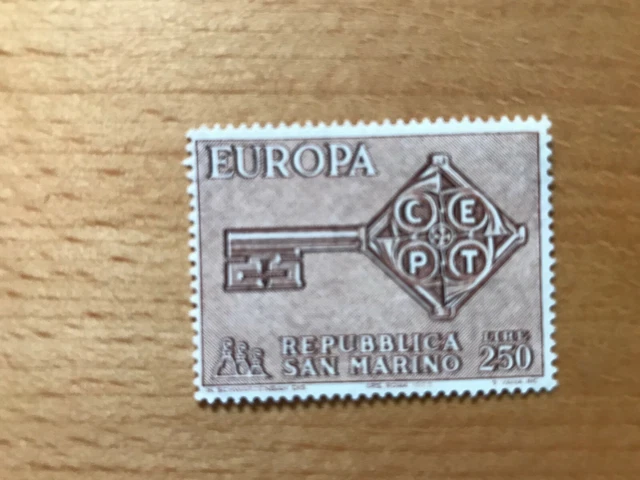 EUROPA
C E
P T
REPUBBLICA
SAN MARINO
LIRE
250